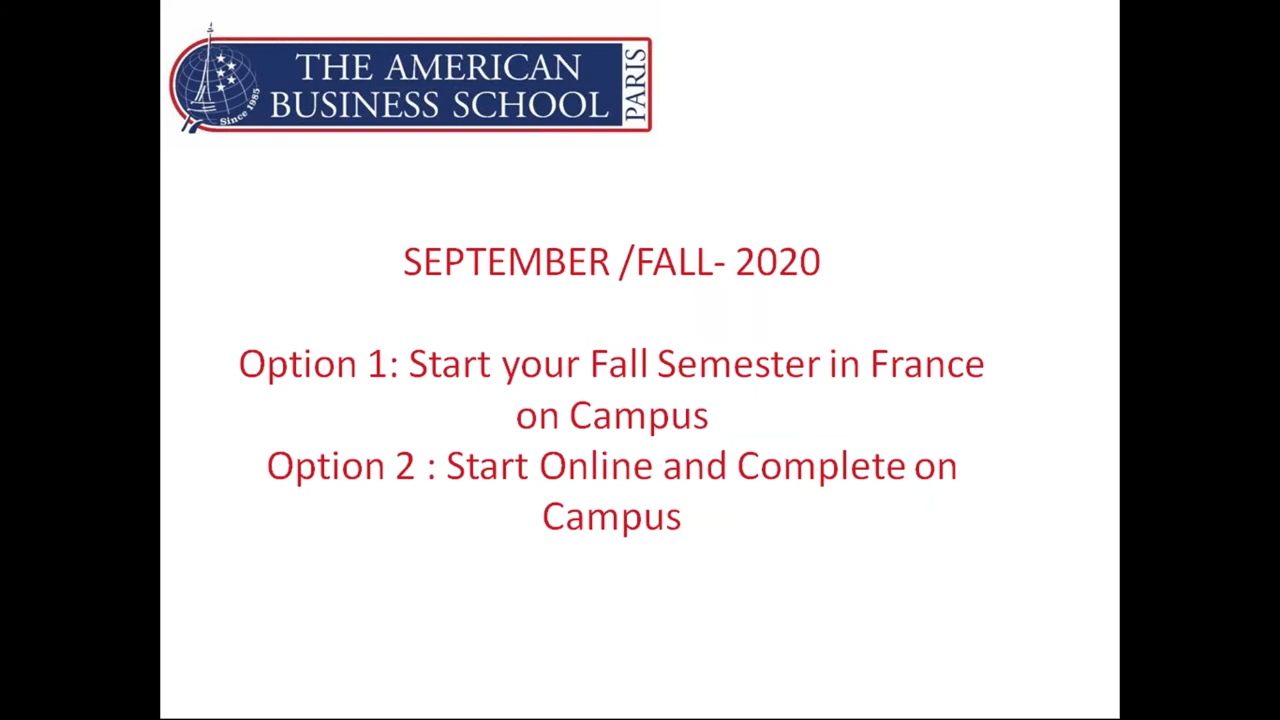 THE AMERICAN
BUSINESS SCHOOL
PARIS
Since 1985
SEPTEMBER /FALL- 2020
Option 1: Start your Fall Semester in France
on Campus
Option 2 : Start Online and Complete on
Campus